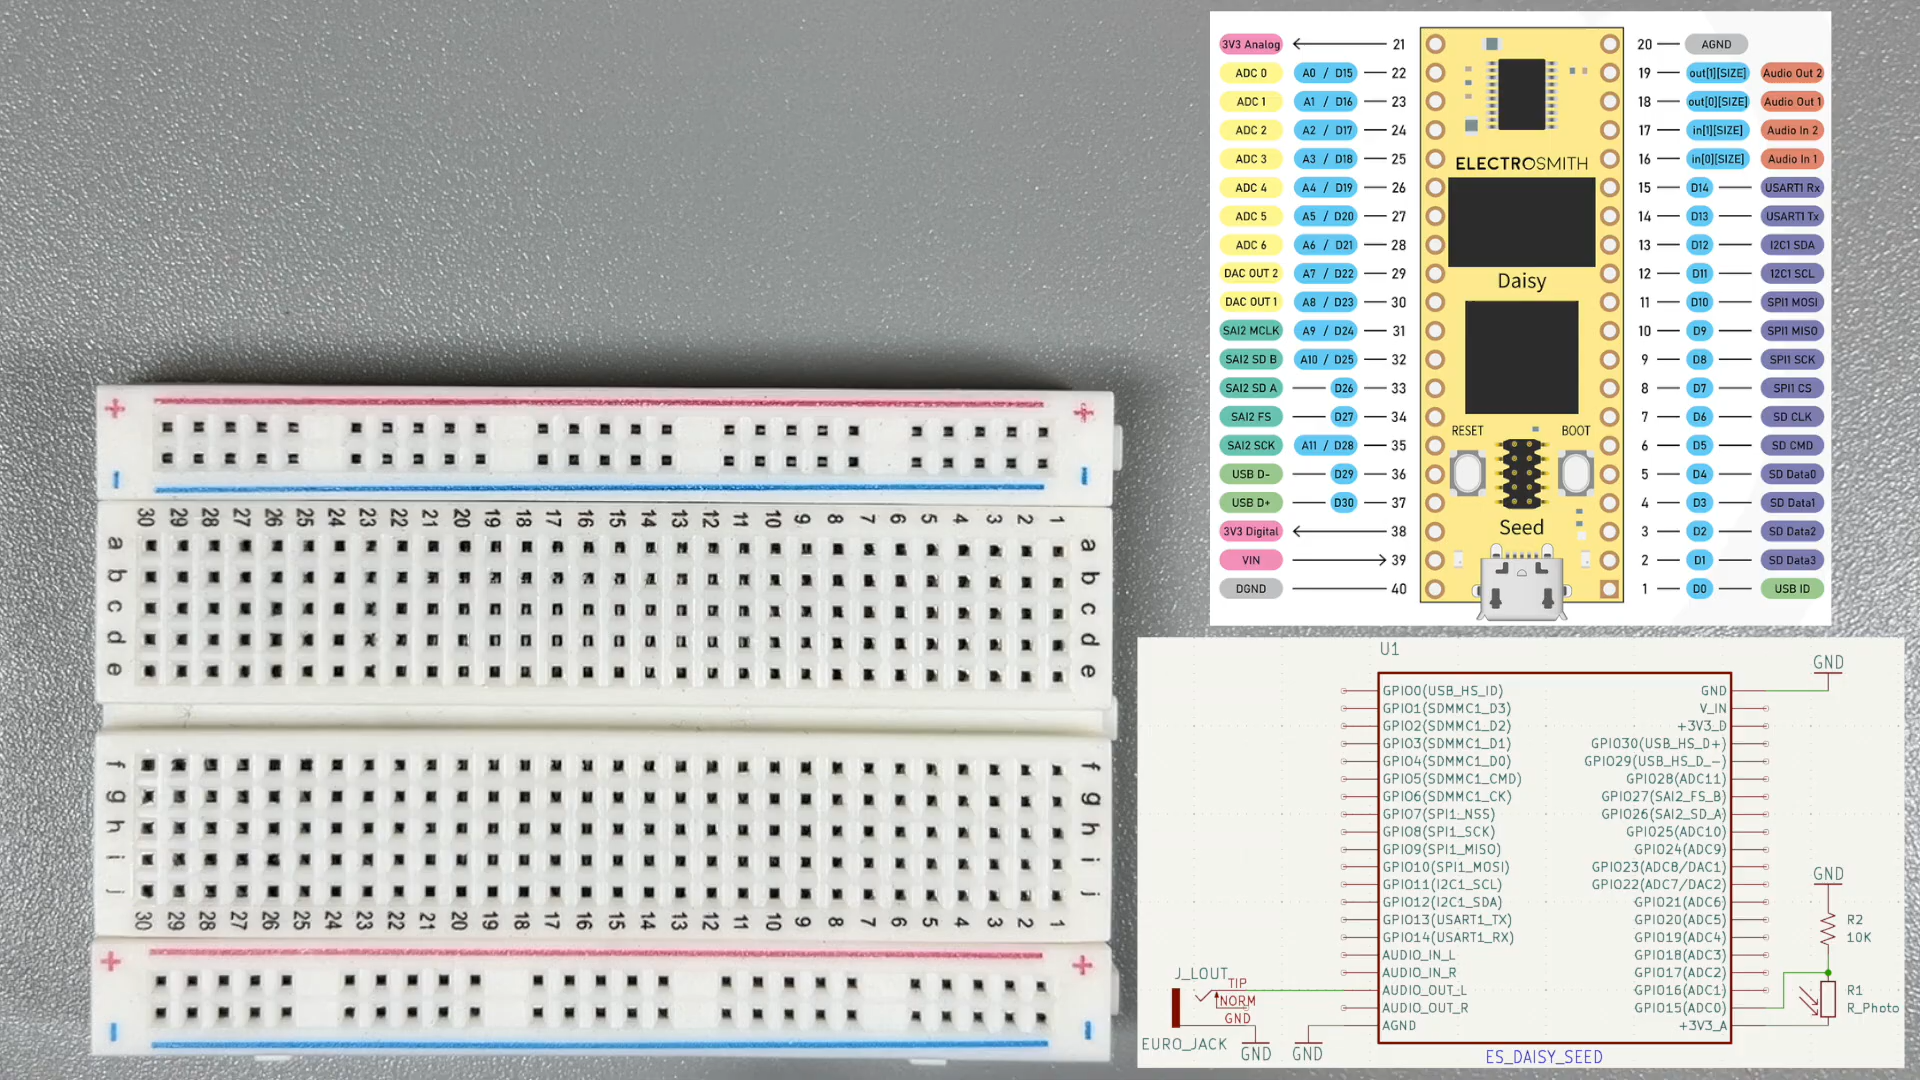 + +
- -
30 29 28 27 26 25 24 23 22 21 20 19 18 17 16 15 14 13 12 11 10 9 8 7 6 5 4 3 2 1
a a
b b
c c
d d
e e
f f
g g
h h
i i
j j
30 29 28 27 26 25 24 23 22 21 20 19 18 17 16 15 14 13 12 11 10 9 8 7 6 5 4 3 2 1
+ +
- -
3V3 Analog 21 20 AGND
ADC 0 A0 / D15 22 19 out[1][SIZE] Audio Out 2
ADC 1 A1 / D16 23 18 out[0][SIZE] Audio Out 1
ADC 2 A2 / D17 24 17 in[1][SIZE] Audio In 2
ADC 3 A3 / D18 25 16 in[0][SIZE] Audio In 1
ELECTROSMITH
ADC 4 A4 / D19 26 15 D14 USART1 Rx
ADC 5 A5 / D20 27 14 D13 USART1 Tx
ADC 6 A6 / D21 28 13 D12 I2C1 SDA
DAC OUT 2 A7 / D22 29 12 D11 I2C1 SCL
Daisy
DAC OUT 1 A8 / D23 30 11 D10 SPI1 MOSI
SAI2 MCLK A9 / D24 31 10 D9 SPI1 MISO
SAI2 SD B A10 / D25 32 9 D8 SPI1 SCK
SAI2 SD A D26 33 8 D7 SPI1 CS
SAI2 FS D27 34 7 D6 SD CLK
RESET BOOT
SAI2 SCK A11 / D28 35 6 D5 SD CMD
USB D- D29 36 5 D4 SD Data0
USB D+ D30 37 4 D3 SD Data1
Seed
3V3 Digital 38 3 D2 SD Data2
VIN 39 2 D1 SD Data3
DGND 40 1 D0 USB ID
U1
GND
GPIO0(USB_HS_ID) GND
GPIO1(SDMMC1_D3) V_IN
GPIO2(SDMMC1_D2) +3V3_D
GPIO3(SDMMC1_D1) GPIO30(USB_HS_D+)
GPIO4(SDMMC1_D0) GPIO29(USB_HS_D_-)
GPIO5(SDMMC1_CMD) GPIO28(ADC11)
GPIO6(SDMMC1_CK) GPIO27(SAI2_FS_B)
GPIO7(SPI1_NSS) GPIO26(SAI2_SD_A)
GPIO8(SPI1_SCK) GPIO25(ADC10)
GPIO9(SPI1_MISO) GPIO24(ADC9)
GPIO10(SPI1_MOSI) GPIO23(ADC8/DAC1)
GND
GPIO11(I2C1_SCL) GPIO22(ADC7/DAC2)
GPIO12(I2C1_SDA) GPIO21(ADC6)
GPIO13(USART1_TX) GPIO20(ADC5) R2
GPIO14(USART1_RX) GPIO19(ADC4) 10K
AUDIO_IN_L GPIO18(ADC3)
J_LOUT AUDIO_IN_R GPIO17(ADC2)
TIP AUDIO_OUT_L GPIO16(ADC1) R1
NORM AUDIO_OUT_R GPIO15(ADC0) R_Photo
GND AGND +3V3_A
EURO_JACK GND GND
ES_DAISY_SEED